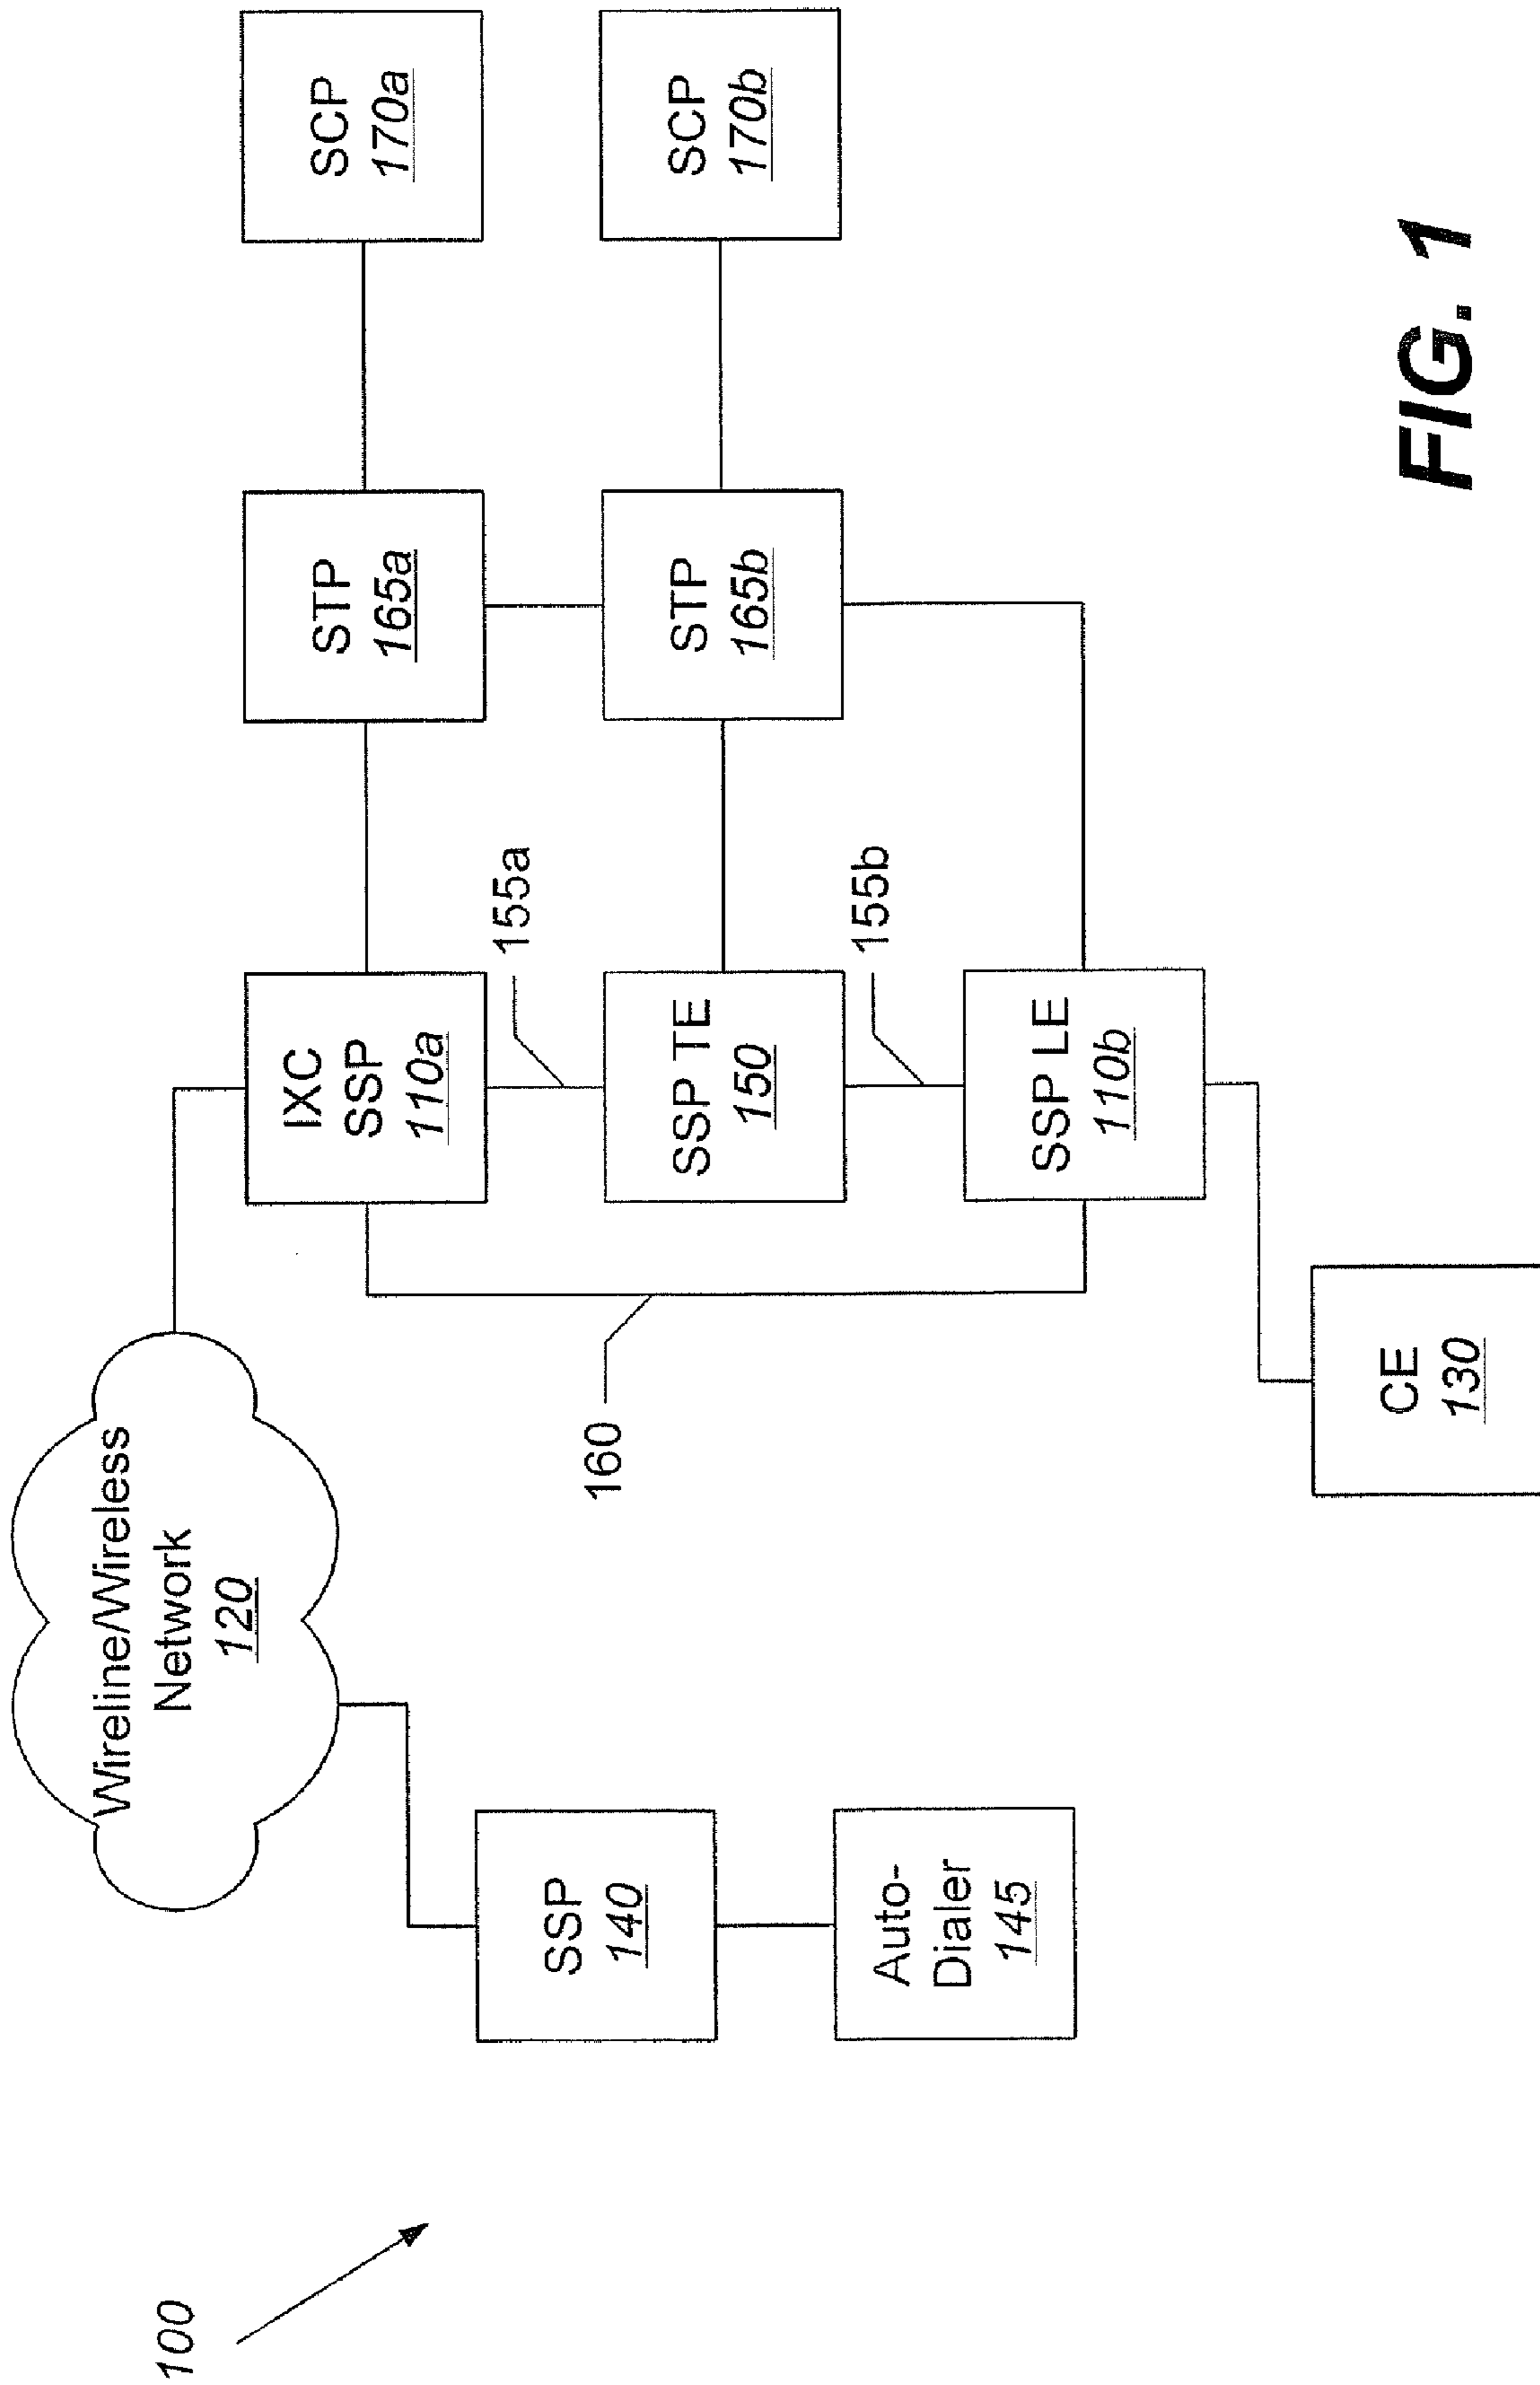 100
Wireline/Wireless
Network
120
SSP
140
Auto-
Dialer
145
160
IXC
SSP
110a
155a
SSP TE
150
155b
SSP LE
110b
CE
130
STP
165a
STP
165b
SCP
170a
SCP
170b
FIG. 1